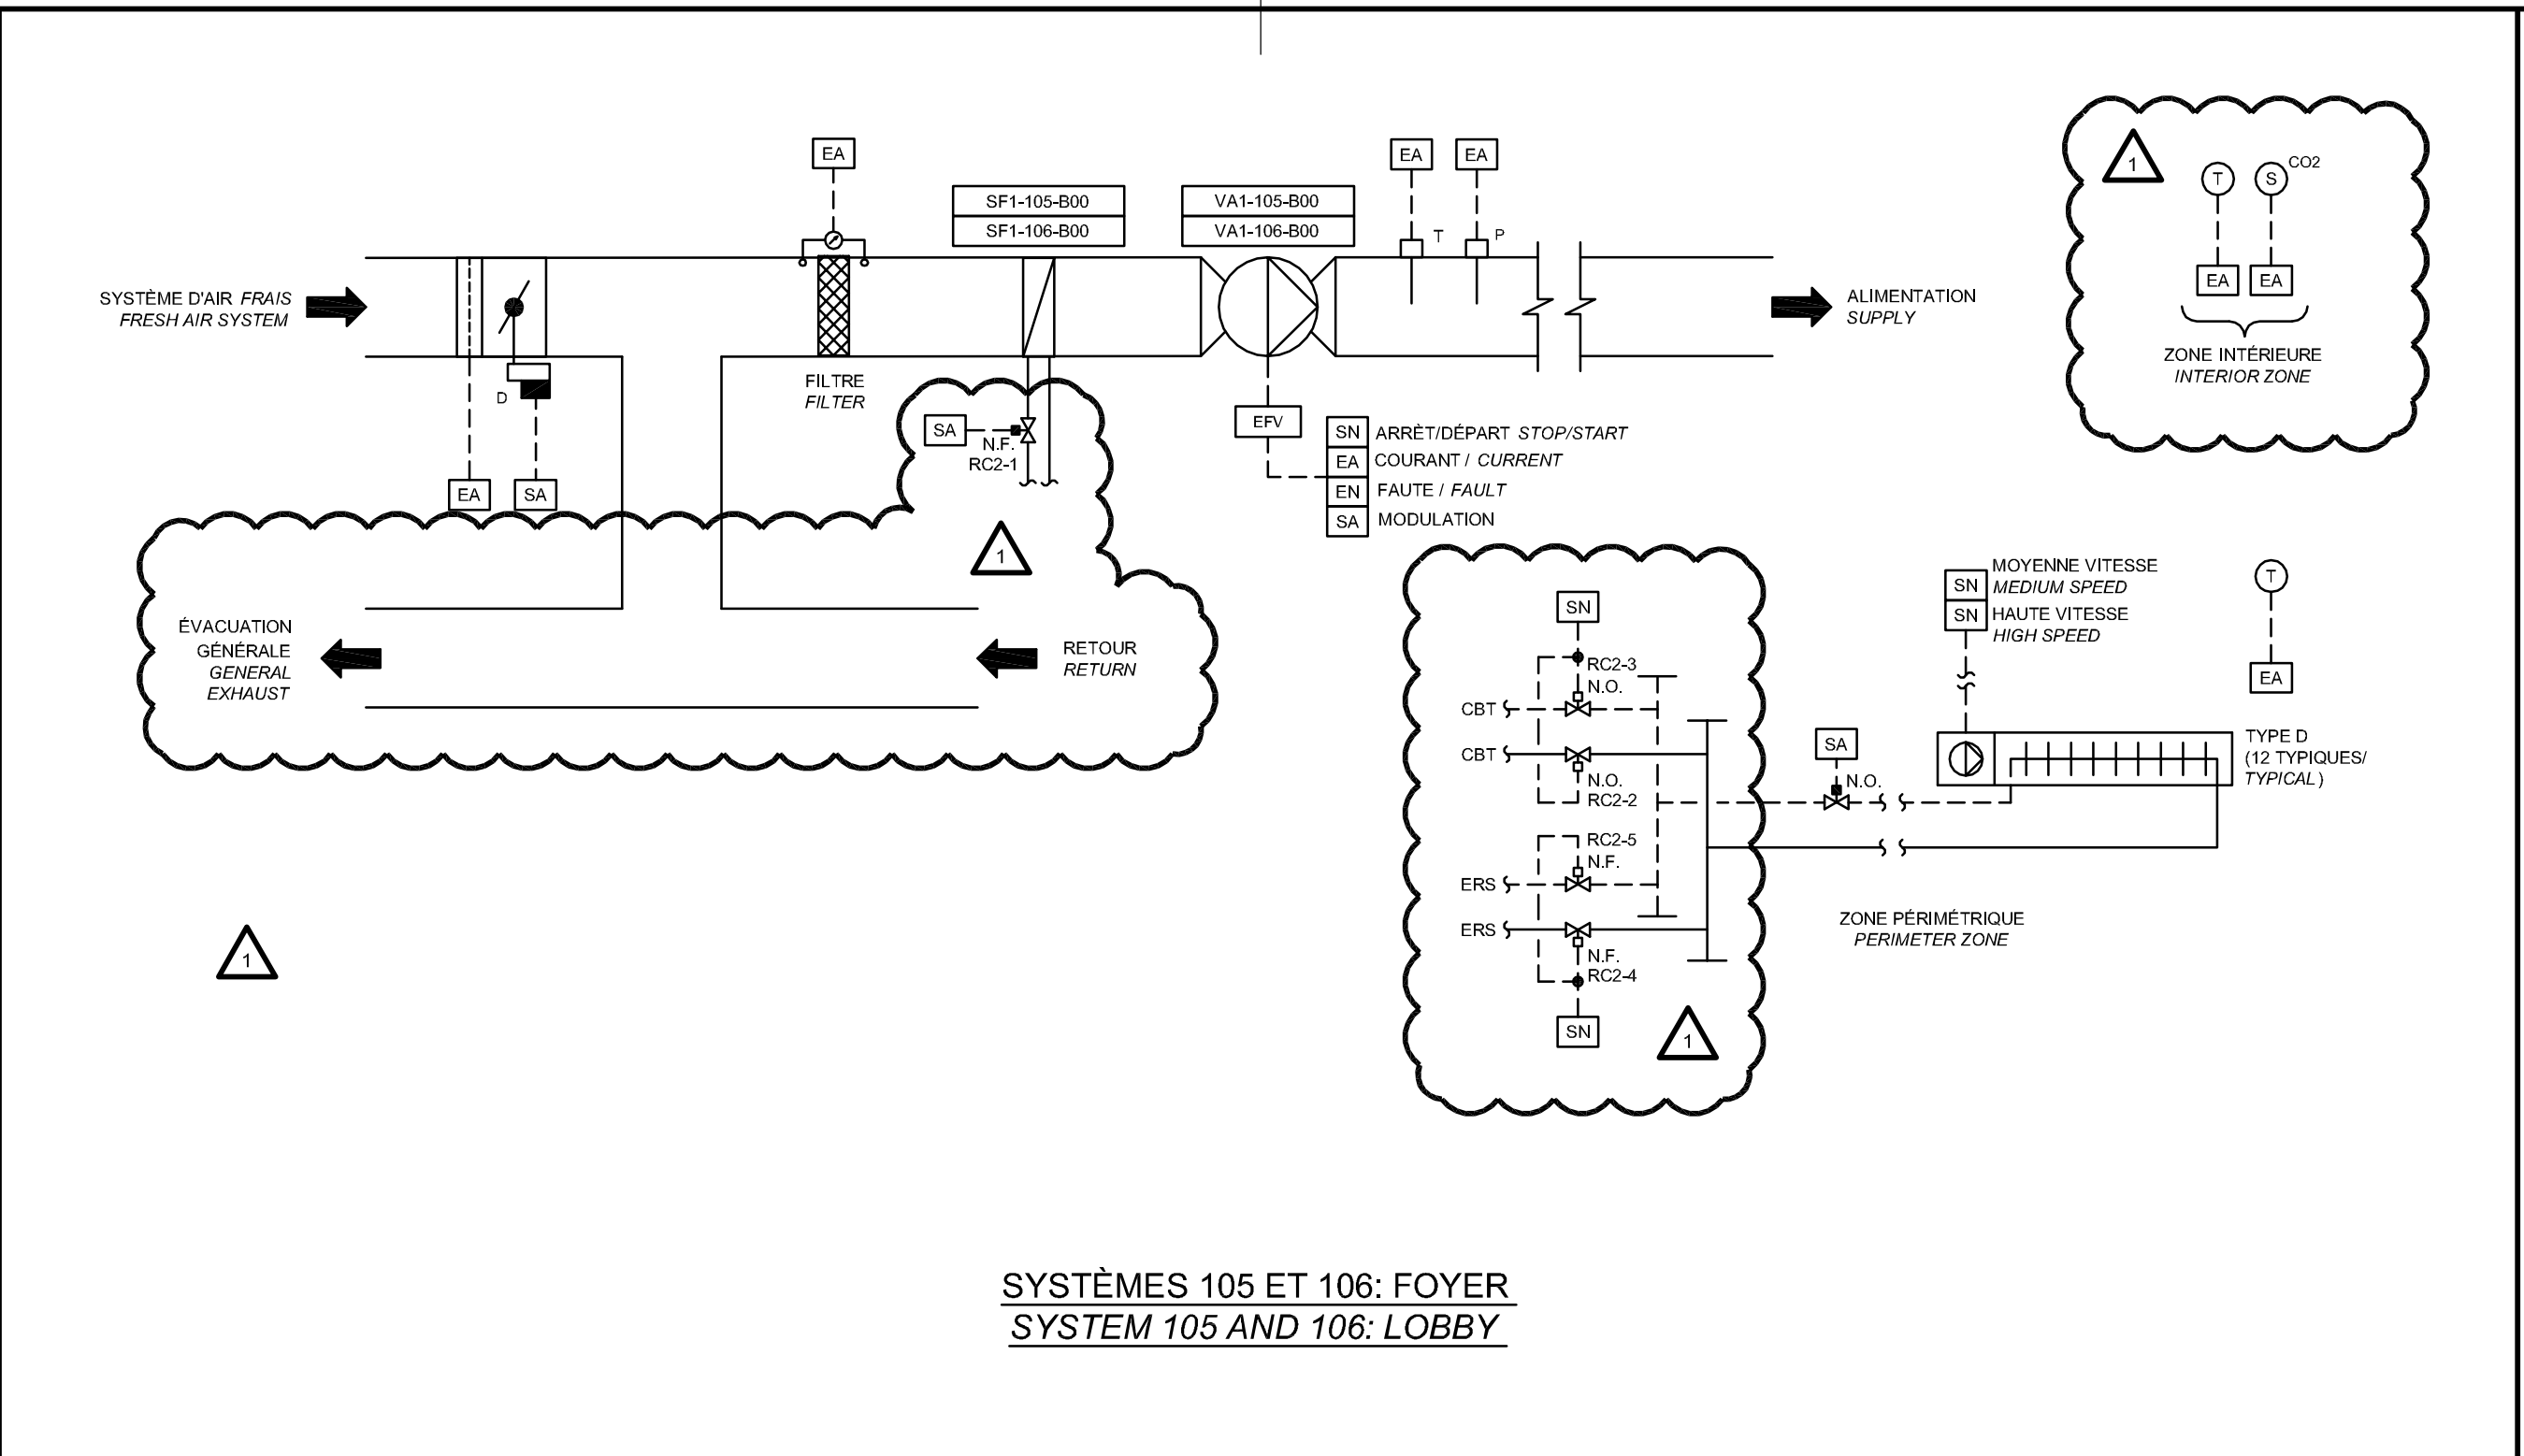 EA
EA
EA
1
T
S
CO2
SF1-105-B00
SF1-106-B00
VA1-105-B00
VA1-106-B00
T
P
EA
EA
SYSTÈME D'AIR FRAIS
FRESH AIR SYSTEM
ALIMENTATION
SUPPLY
ZONE INTÉRIEURE
INTERIOR ZONE
FILTRE
FILTER
D
EA
SA
SA
N.F.
RC2-1
EFV
SN ARRÈT/DÉPART STOP/START
EA COURANT / CURRENT
EN FAUTE / FAULT
SA MODULATION
1
ÉVACUATION
GÉNÉRALE
GENERAL
EXHAUST
RETOUR
RETURN
SN
RC2-3
N.O.
CBT
CBT
N.O.
RC2-2
RC2-5
N.F.
ERS
ERS
N.F.
RC2-4
SN
1
SN MOYENNE VITESSE
MEDIUM SPEED
SN HAUTE VITESSE
HIGH SPEED
T
EA
SA
N.O.
TYPE D
(12 TYPIQUES/
TYPICAL)
ZONE PÉRIMÉTRIQUE
PERIMETER ZONE
1
SYSTÈMES 105 ET 106: FOYER
SYSTEM 105 AND 106: LOBBY